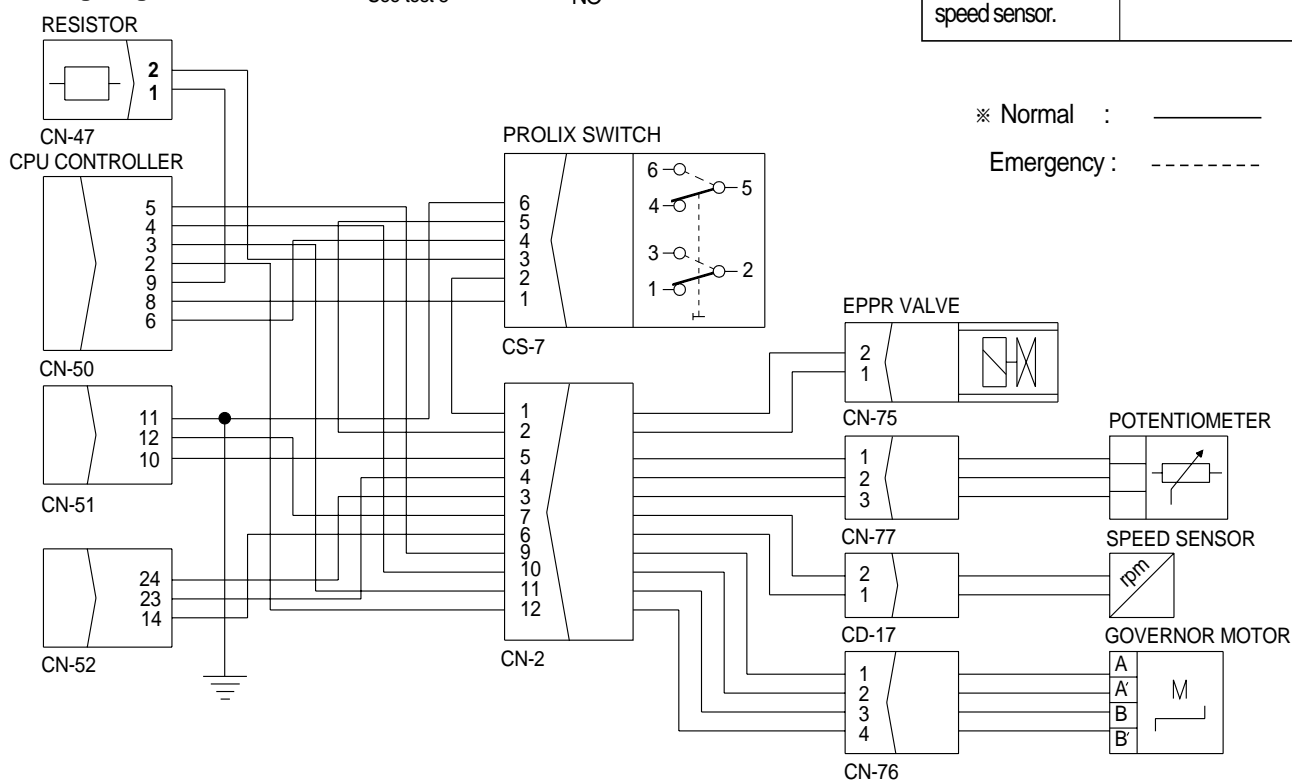 speed sensor.
NO
※ Normal :
Emergency :
RESISTOR
2
1
CN-47
CPU CONTROLLER
5
4
3
2
9
8
6
CN-50
11
12
10
CN-51
24
23
14
CN-52
PROLIX SWITCH
6
5
4
3
2
1
6
5
4
3
2
1
CS-7
1
2
5
4
3
7
6
9
10
11
12
CN-2
EPPR VALVE
2
1
CN-75
1
2
3
CN-77
POTENTIOMETER
2
1
CD-17
SPEED SENSOR
rpm
1
2
3
4
CN-76
GOVERNOR MOTOR
A
A′
B
B′
M